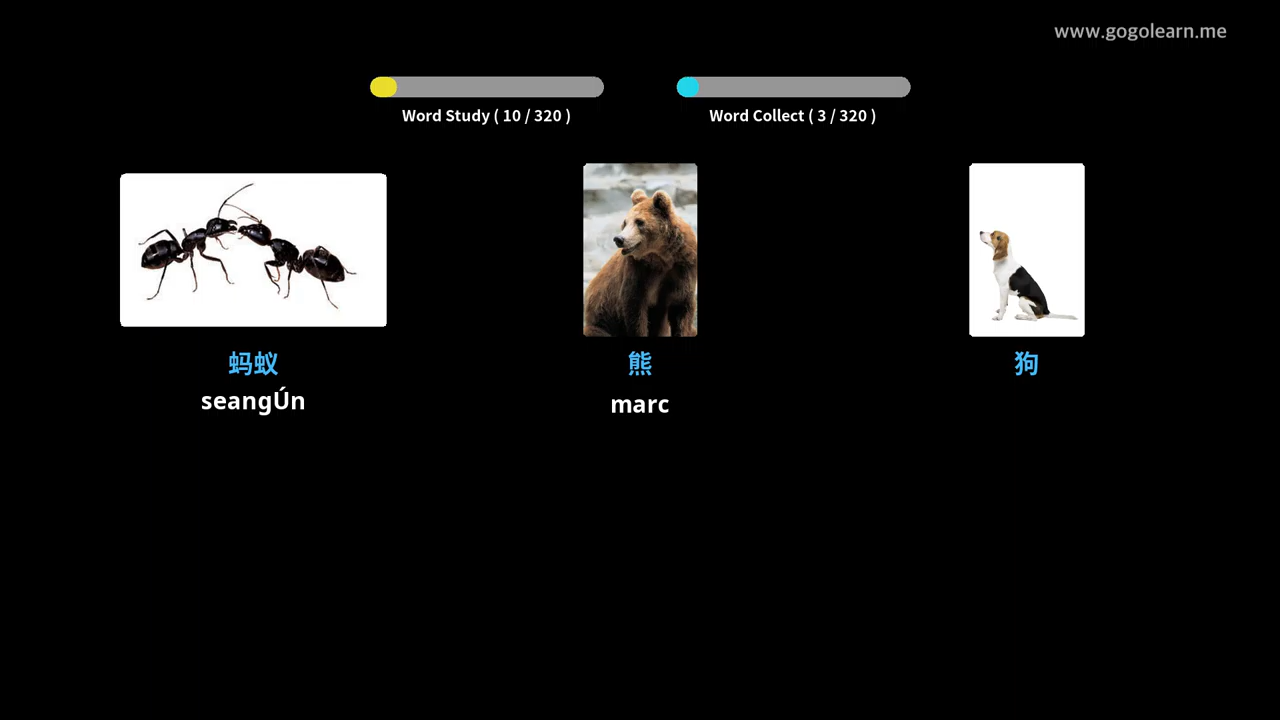 www.gogolearn.me
Word Study ( 10 / 320 )
Word Collect ( 3 / 320 )
蚂蚁
熊
狗
seangÚn
marc